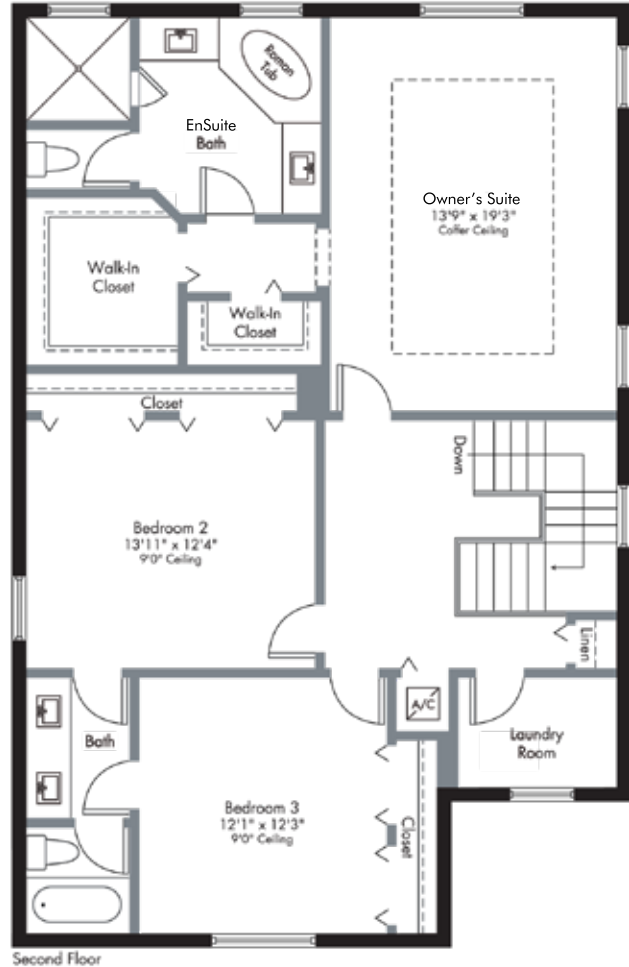 Roman
Tub
EnSuite
Bath
Owner's Suite
13'9" x 19'3"
Coffer Ceiling
Walk-In
Closet
Walk-In
Closet
Closet
Down
Bedroom 2
13'11" x 12'4"
9'0" Ceiling
Linen
A/C
Bath
Laundry
Room
Bedroom 3
12'1" x 12'3"
9'0" Ceiling
Closet
Second Floor